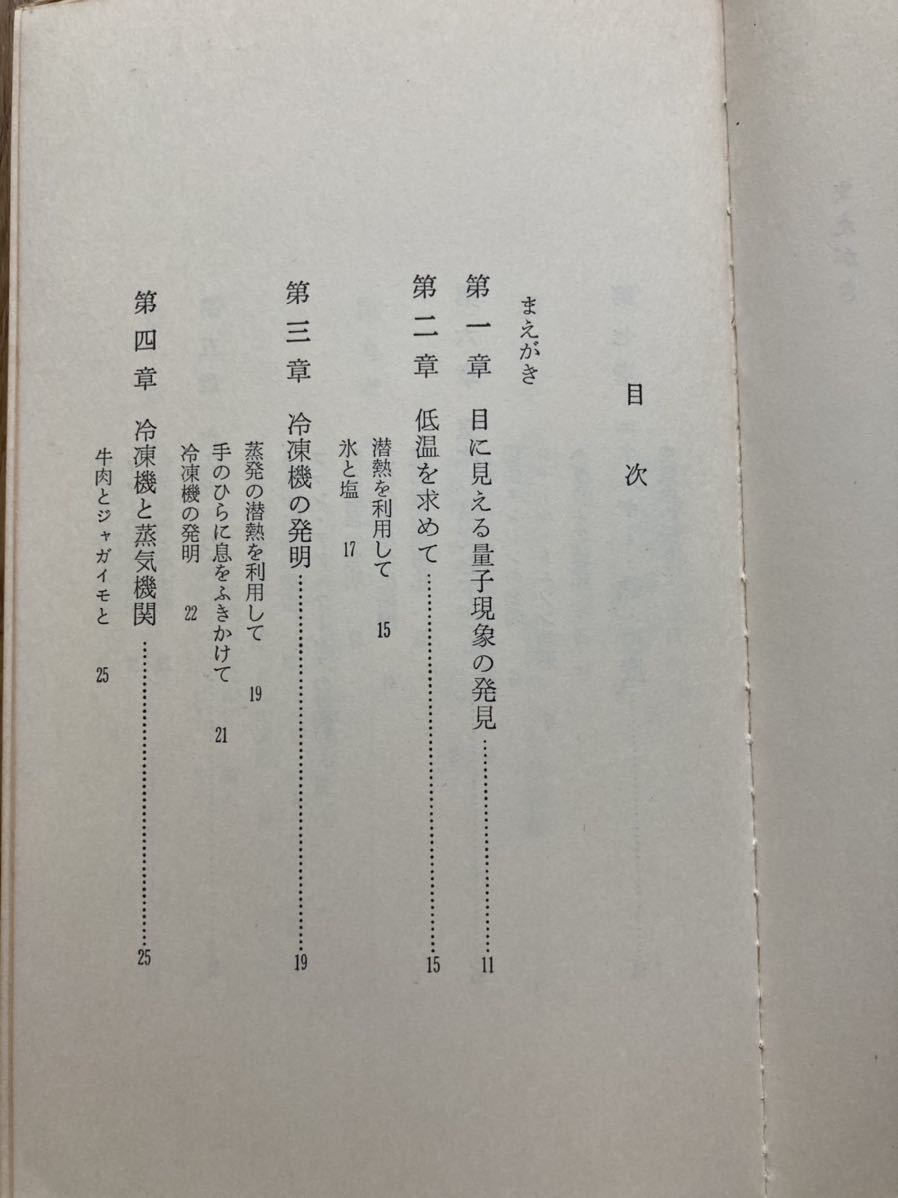 目次
まえがき
第一章 目に見える量子現象の発見……………………11
第二章 低温を求めて……………………………………15
潜熱を利用して 15
氷と塩 17
第三章 冷凍機の発明……………………………………19
蒸発の潜熱を利用して 19
手のひらに息をふきかけて 21
冷凍機の発明 22
第四章 冷凍機と蒸気機関………………………………25
牛肉とジャガイモと 25